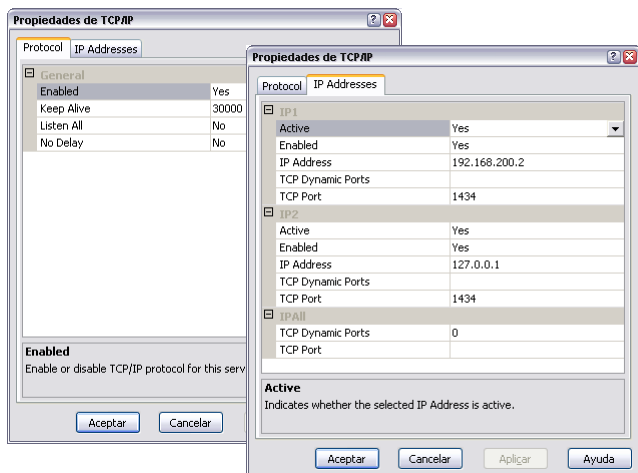 Propiedades de TCP/IP
Protocol IP Addresses
General
Enabled Yes
Keep Alive 30000
Listen All No
No Delay No
Enabled
Enable or disable TCP/IP protocol for this serv
Aceptar Cancelar
Propiedades de TCP/IP
Protocol IP Addresses
IP1
Active Yes
Enabled Yes
IP Address 192.168.200.2
TCP Dynamic Ports
TCP Port 1434
IP2
Active Yes
Enabled Yes
IP Address 127.0.0.1
TCP Dynamic Ports
TCP Port 1434
IPAll
TCP Dynamic Ports 0
TCP Port
Active
Indicates whether the selected IP Address is active.
Aceptar Cancelar Aplicar Ayuda